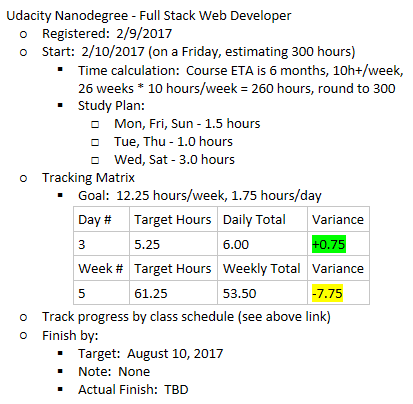 Udacity Nanodegree - Full Stack Web Developer
Registered: 2/9/2017
Start: 2/10/2017 (on a Friday, estimating 300 hours)
Time calculation: Course ETA is 6 months, 10h+/week,
26 weeks * 10 hours/week = 260 hours, round to 300
Study Plan:
Mon, Fri, Sun - 1.5 hours
Tue, Thu - 1.0 hours
Wed, Sat - 3.0 hours
Tracking Matrix
Goal: 12.25 hours/week, 1.75 hours/day
Day # Target Hours Daily Total Variance
3 5.25 6.00 +0.75
Week # Target Hours Weekly Total Variance
5 61.25 53.50 -7.75
Track progress by class schedule (see above link)
Finish by:
Target: August 10, 2017
Note: None
Actual Finish: TBD